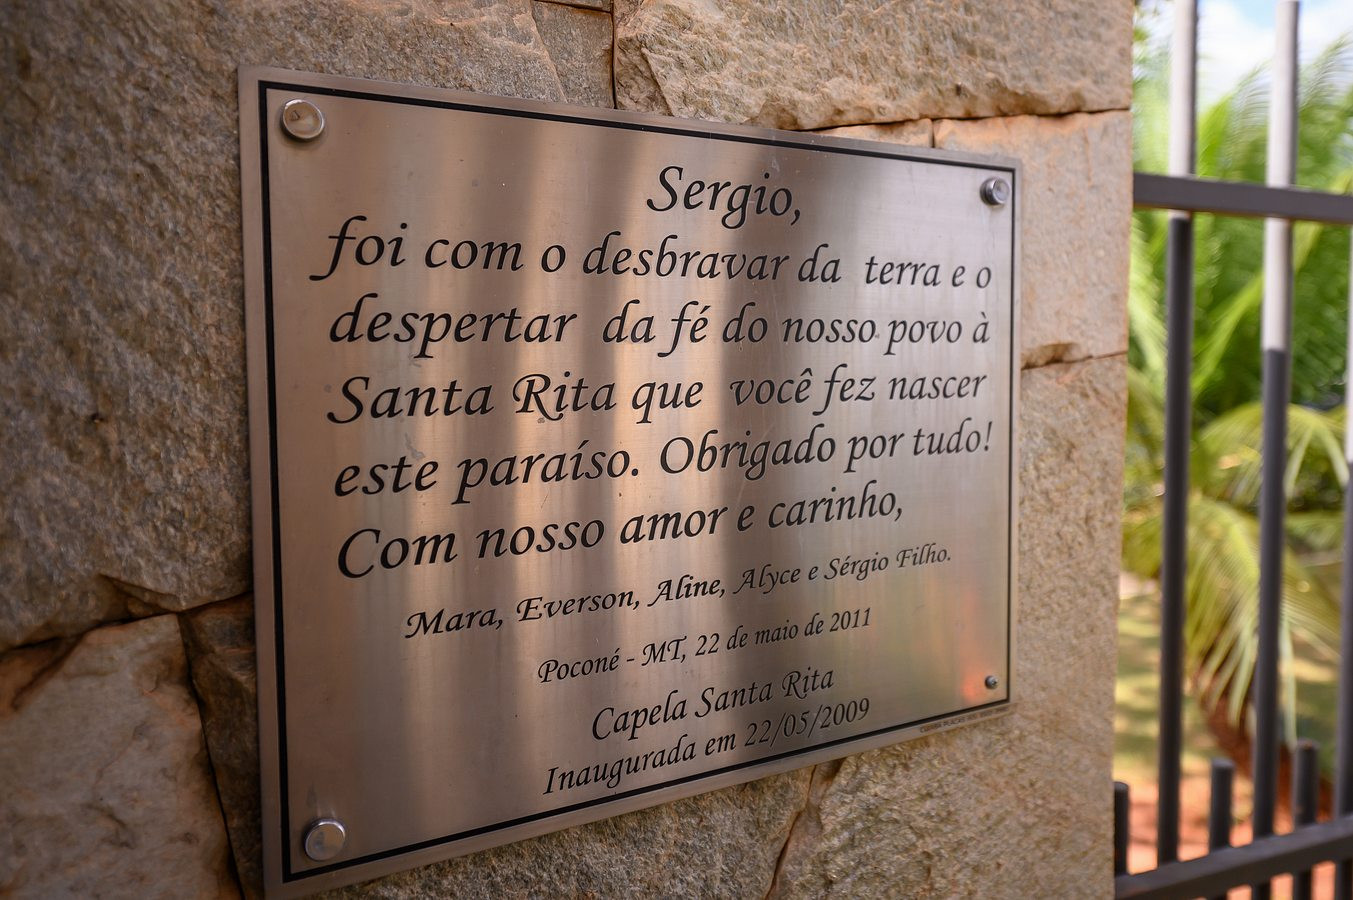 Sergio,
foi com o desbravar da terra e o
despertar da fé do nosso povo à
Santa Rita que você fez nascer
este paraíso. Obrigado por tudo!
Com nosso amor e carinho,
Mara, Everson, Aline, Alyce e Sérgio Filho.
Poconé - MT, 22 de maio de 2011
Capela Santa Rita
Inaugurada em 22/05/2009